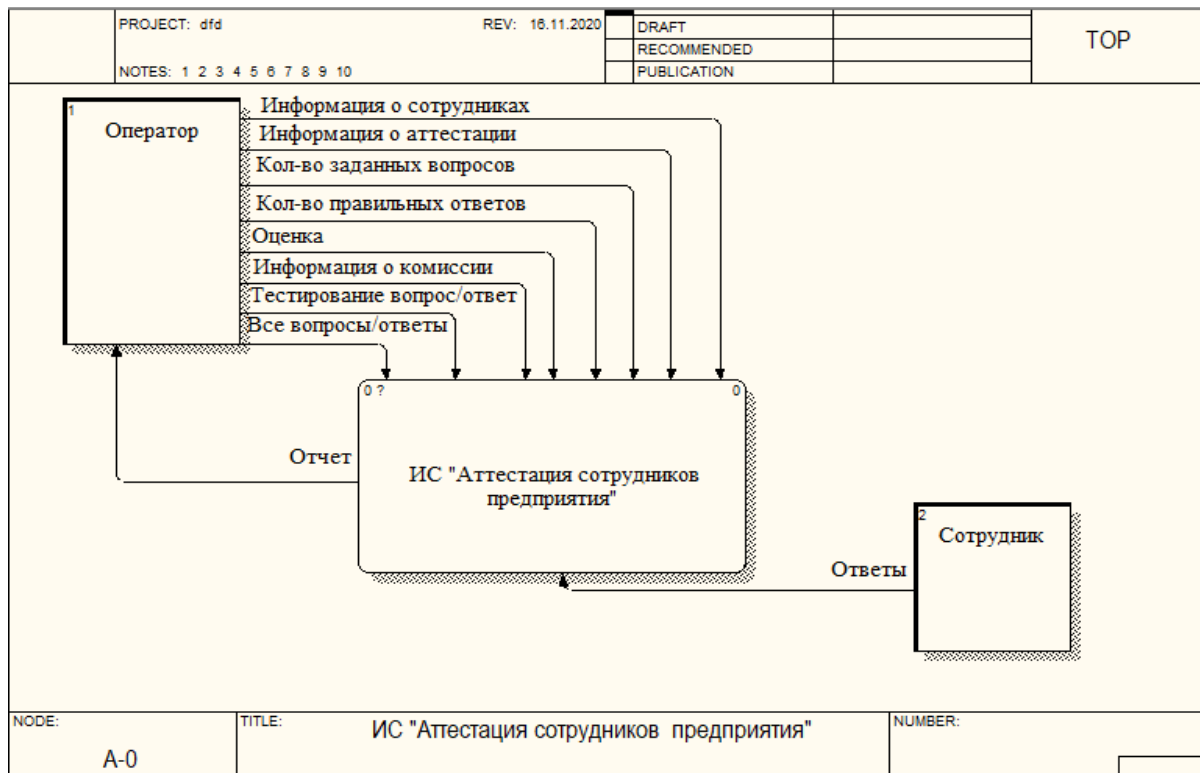 PROJECT: dfd
REV: 16.11.2020
DRAFT
RECOMMENDED
PUBLICATION
TOP
NOTES: 1 2 3 4 5 6 7 8 9 10
1
Оператор
Информация о сотрудниках
Информация о аттестации
Кол-во заданных вопросов
Кол-во правильных ответов
Оценка
Информация о комиссии
Тестирование вопрос/ответ
Все вопросы/ответы
0 ?
0
Отчет
ИС "Аттестация сотрудников
предприятия"
2
Сотрудник
Ответы
NODE:
A-0
TITLE:
ИС "Аттестация сотрудников предприятия"
NUMBER: